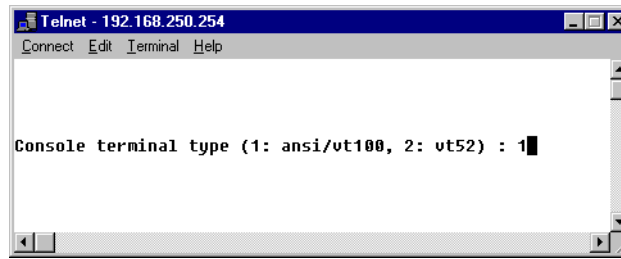 Telnet - 192.168.250.254
Connect Edit Terminal Help
Console terminal type (1: ansi/vt100, 2: vt52) : 1